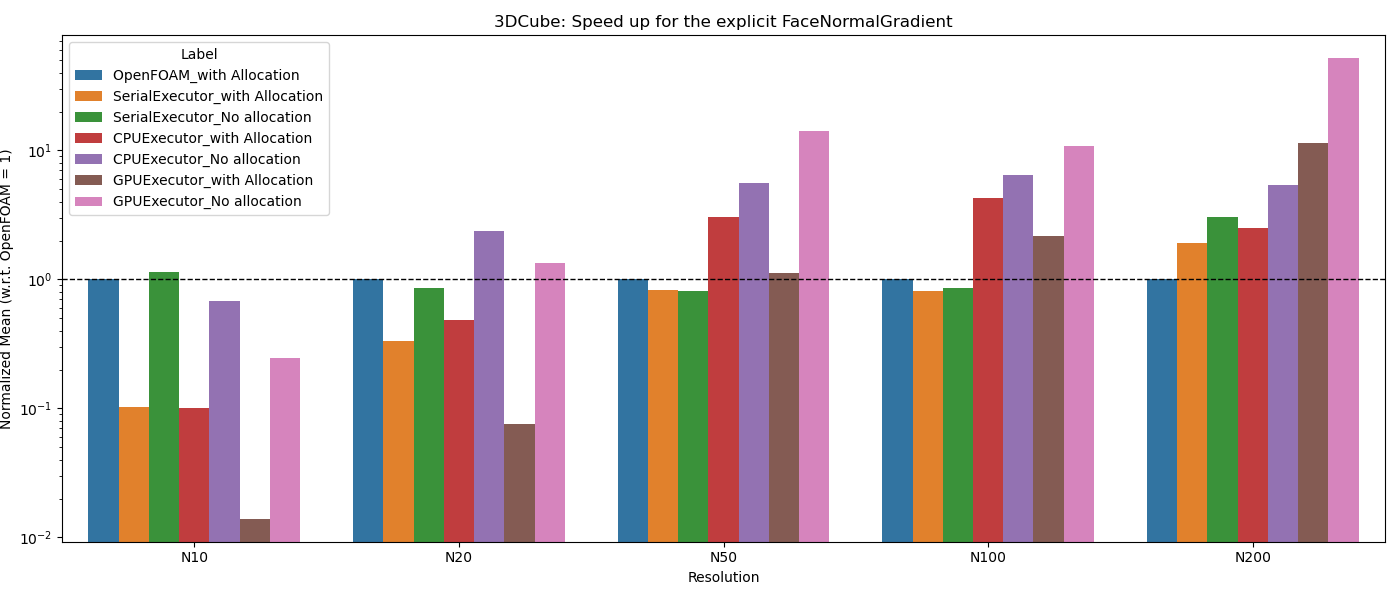 3DCube: Speed up for the explicit FaceNormalGradient
Label
OpenFOAM_with Allocation
SerialExecutor_with Allocation
SerialExecutor_No allocation
CPUExecutor_with Allocation
CPUExecutor_No allocation
GPUExecutor_with Allocation
GPUExecutor_No allocation
Normalized Mean (w.r.t. OpenFOAM = 1)
10¹
10⁰
10⁻¹
10⁻²
N10 N20 N50 N100 N200
Resolution